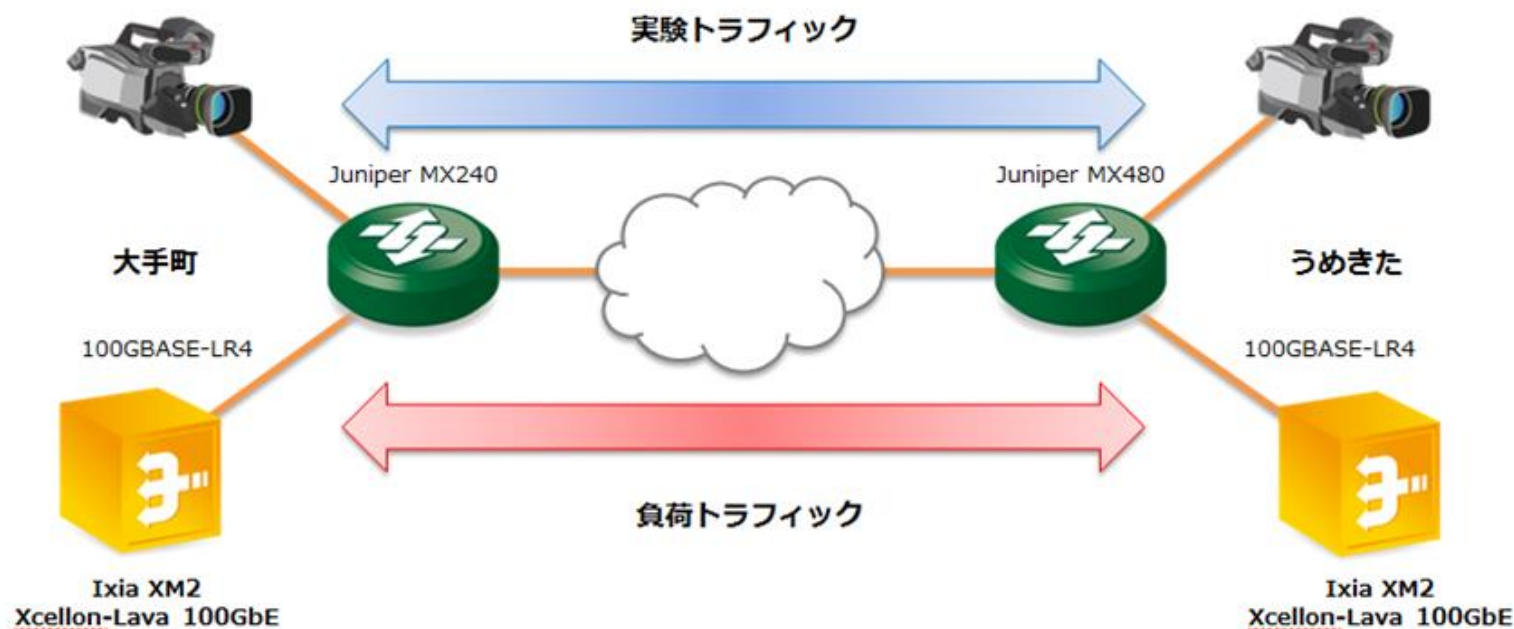 実験トラフィック
Juniper MX240
Juniper MX480
大手町
うめきた
100GBASE-LR4
100GBASE-LR4
負荷トラフィック
Ixia XM2
Xcellon-Lava 100GbE
Ixia XM2
Xcellon-Lava 100GbE